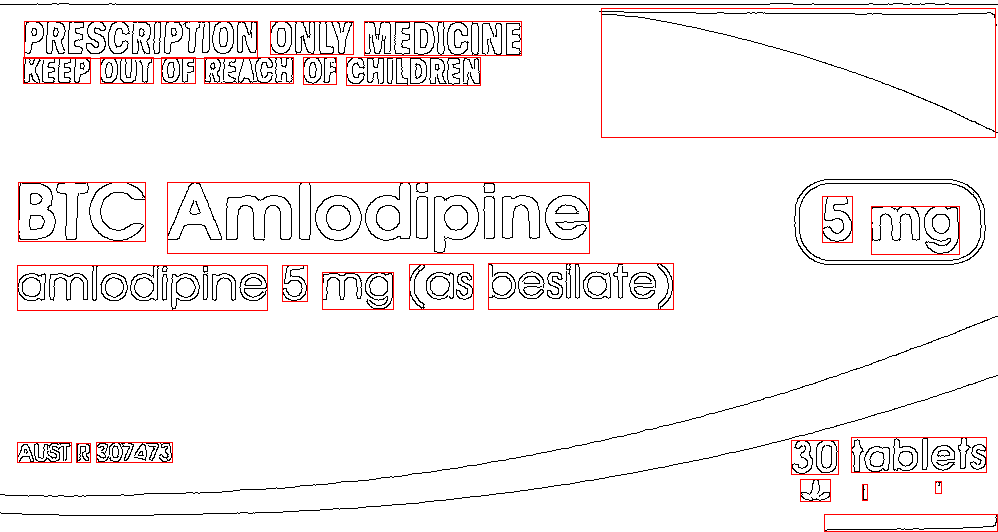 PRESCRIPTION ONLY MEDICINE
KEEP OUT OF REACH OF CHILDREN
BTC Amlodipine
5 mg
amlodipine 5 mg (as besilate)
AUST R 307473
30 tablets